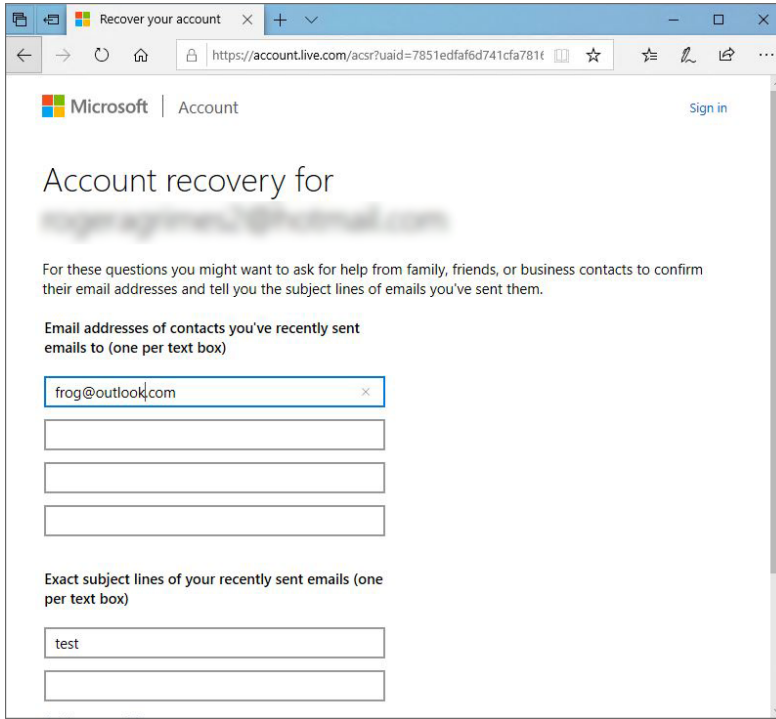 Recover your account
https://account.live.com/acsr?uaid=7851edfaf6d741cfa7816
Microsoft | Account
Sign in
Account recovery for
For these questions you might want to ask for help from family, friends, or business contacts to confirm
their email addresses and tell you the subject lines of emails you've sent them.
Email addresses of contacts you've recently sent
emails to (one per text box)
frog@outlook.com
Exact subject lines of your recently sent emails (one
per text box)
test